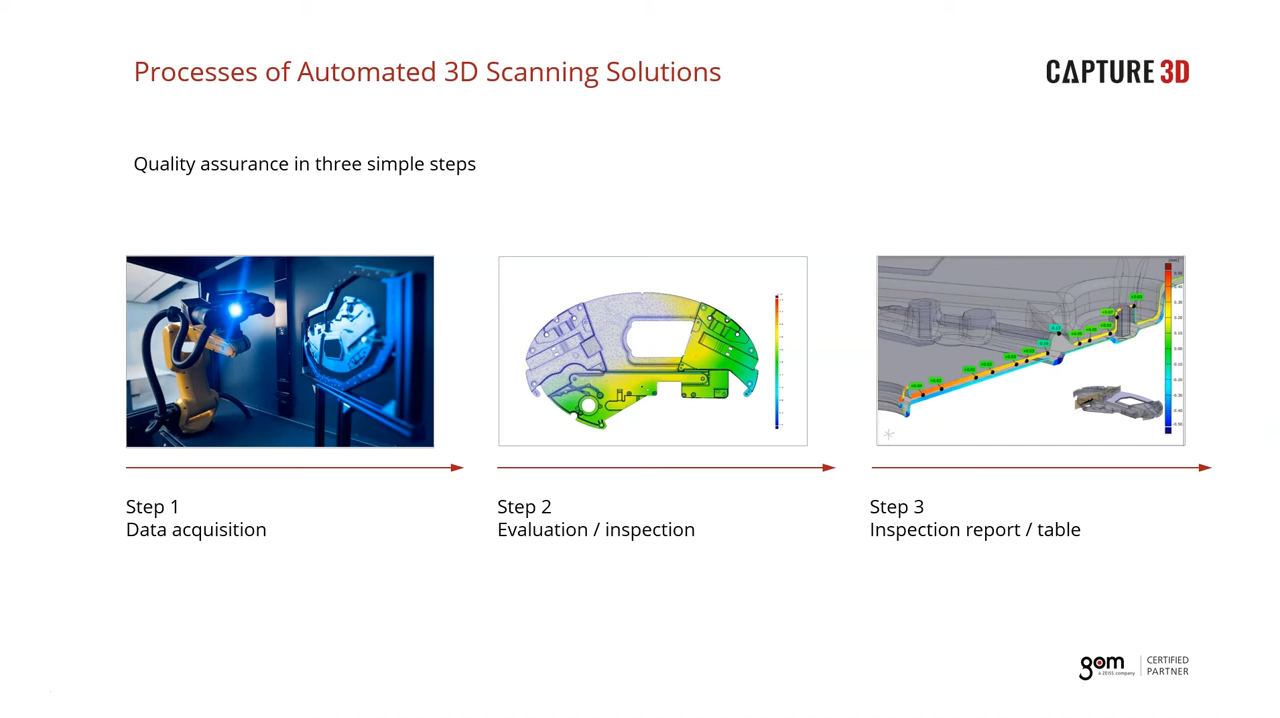 Processes of Automated 3D Scanning Solutions
CAPTURE 3D
Quality assurance in three simple steps
Step 1
Data acquisition
Step 2
Evaluation / inspection
Step 3
Inspection report / table
gom
a ZEISS company
CERTIFIED
PARTNER